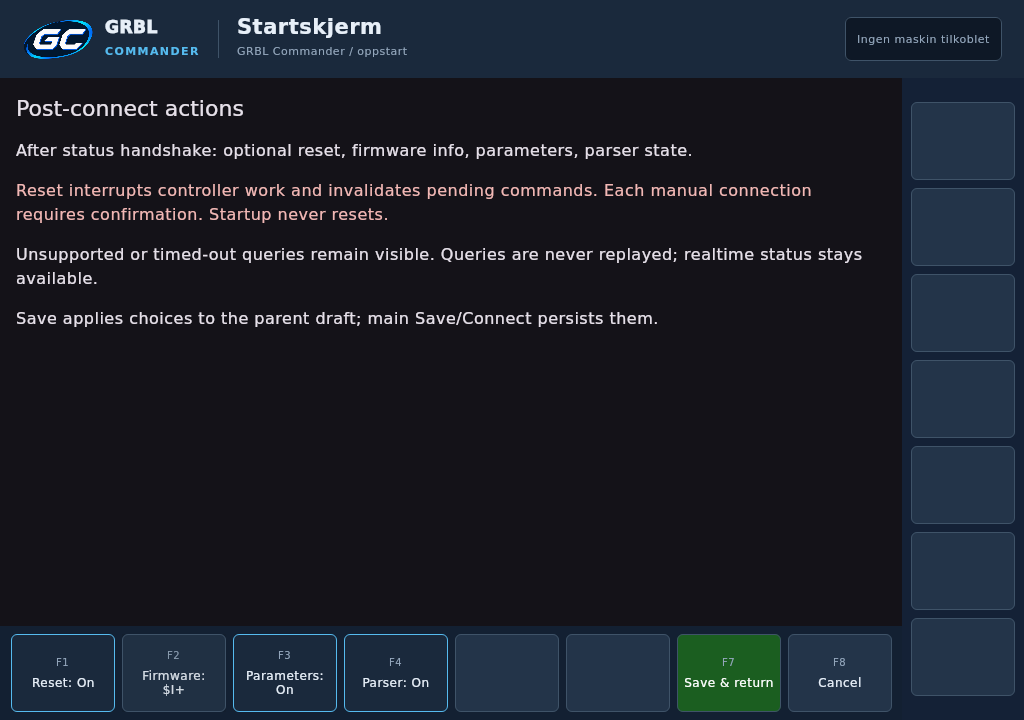 GC
GRBL
COMMANDER
Startskjerm
GRBL Commander / oppstart
Ingen maskin tilkoblet
Post-connect actions
After status handshake: optional reset, firmware info, parameters, parser state.
Reset interrupts controller work and invalidates pending commands. Each manual connection
requires confirmation. Startup never resets.
Unsupported or timed-out queries remain visible. Queries are never replayed; realtime status stays
available.
Save applies choices to the parent draft; main Save/Connect persists them.
F1
Reset: On
F2
Firmware:
$I+
F3
Parameters:
On
F4
Parser: On
F7
Save & return
F8
Cancel